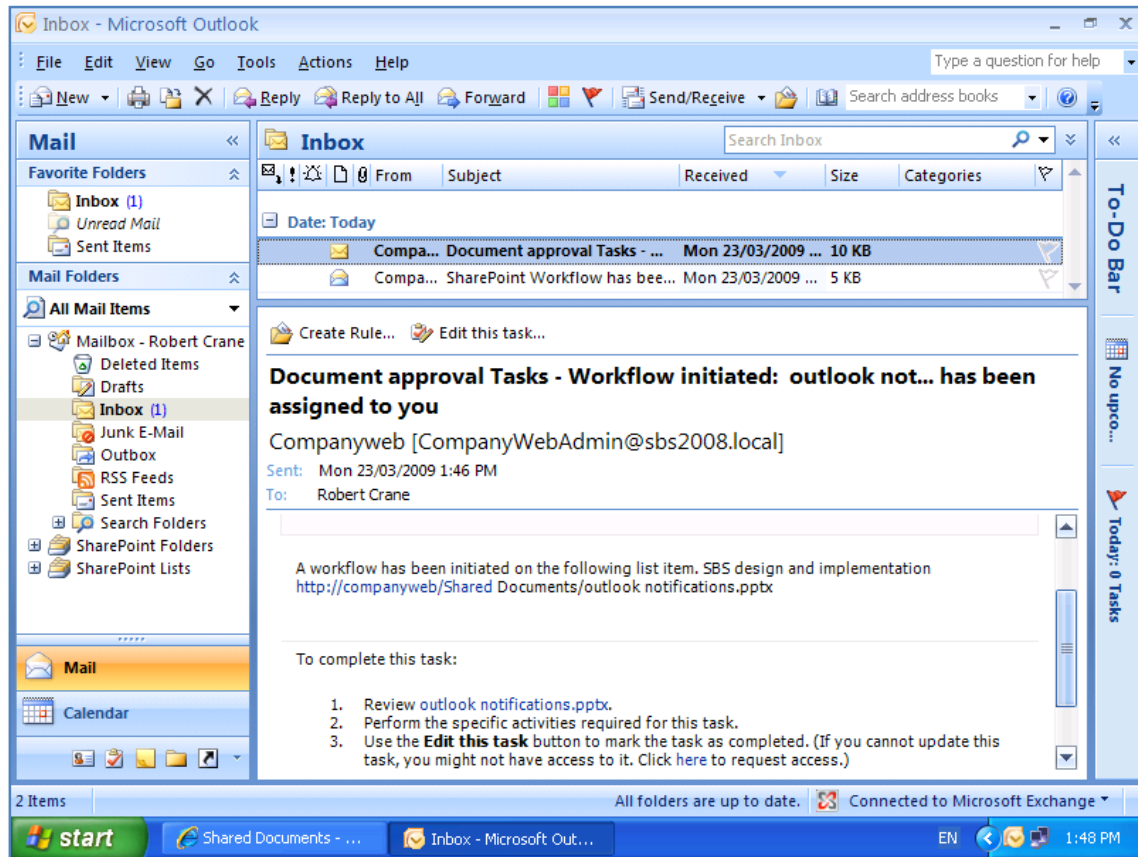 Inbox - Microsoft Outlook
File Edit View Go Tools Actions Help
Type a question for help
New Reply Reply to All Forward Send/Receive Search address books
Mail
Favorite Folders
Inbox (1)
Unread Mail
Sent Items
Mail Folders
All Mail Items
Mailbox - Robert Crane
Deleted Items
Drafts
Inbox (1)
Junk E-Mail
Outbox
RSS Feeds
Sent Items
Search Folders
SharePoint Folders
SharePoint Lists
Mail
Calendar
Inbox
Search Inbox
From Subject Received Size Categories
Date: Today
Compa... Document approval Tasks - ... Mon 23/03/2009 ... 10 KB
Compa... SharePoint Workflow has bee... Mon 23/03/2009 ... 5 KB
Create Rule... Edit this task...
Document approval Tasks - Workflow initiated: outlook not... has been
assigned to you
Companyweb [CompanyWebAdmin@sbs2008.local]
Sent: Mon 23/03/2009 1:46 PM
To: Robert Crane
A workflow has been initiated on the following list item. SBS design and implementation
http://companyweb/Shared Documents/outlook notifications.pptx
To complete this task:
1. Review outlook notifications.pptx.
2. Perform the specific activities required for this task.
3. Use the Edit this task button to mark the task as completed. (If you cannot update this
task, you might not have access to it. Click here to request access.)
To-Do Bar
No upco...
Today: 0 Tasks
2 Items
All folders are up to date.
Connected to Microsoft Exchange
start
Shared Documents - ...
Inbox - Microsoft Out...
EN
1:48 PM